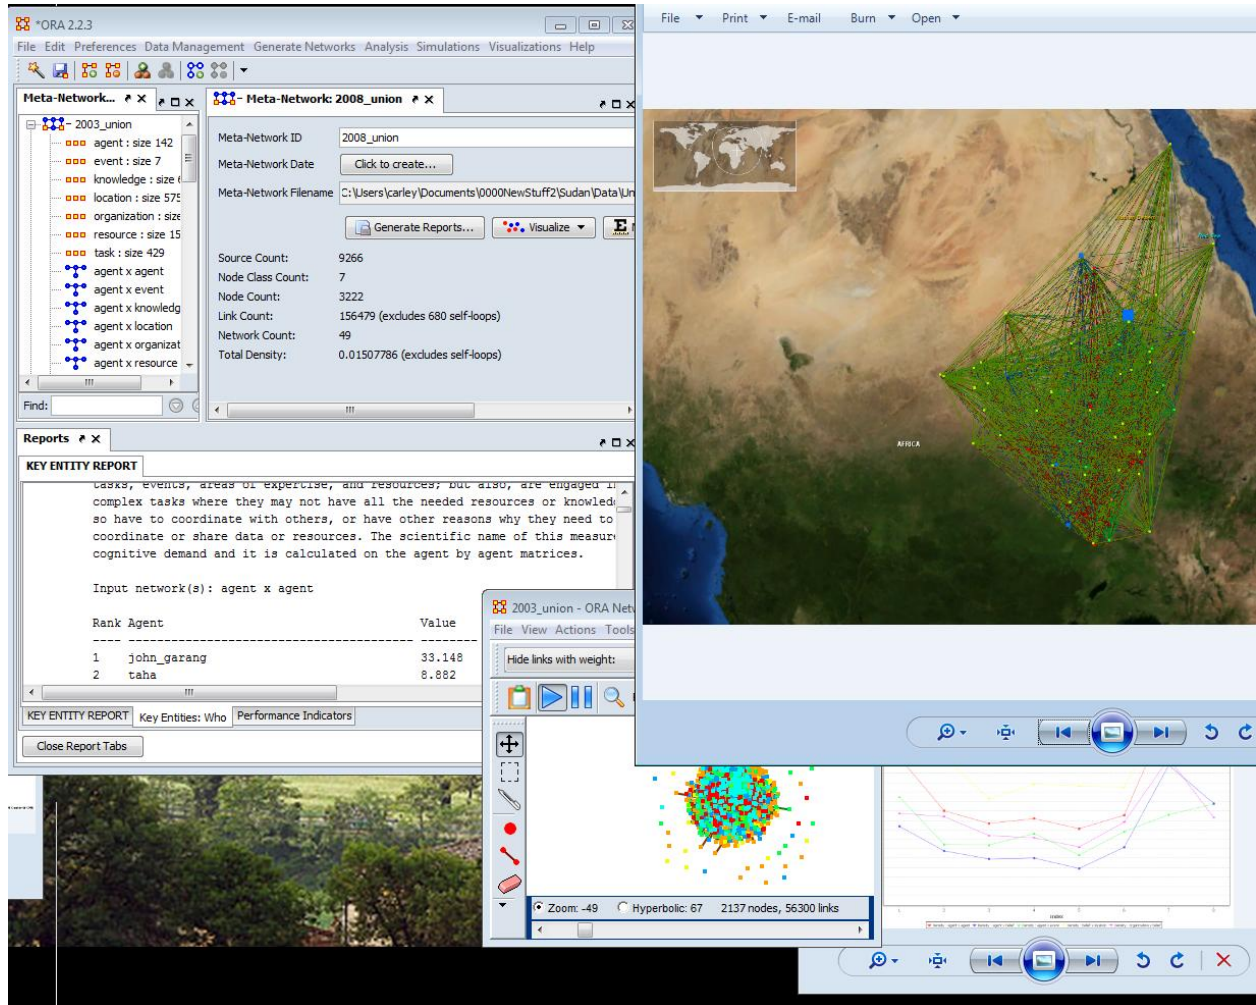 *ORA 2.2.3
File Edit Preferences Data Management Generate Networks Analysis Simulations Visualizations Help
Meta-Network...
2003_union
agent : size 142
event : size 7
knowledge : size
location : size 575
organization : size
resource : size 15
task : size 429
agent x agent
agent x event
agent x knowledg
agent x location
agent x organizat
agent x resource
Find:
Meta-Network: 2008_union
Meta-Network ID 2008_union
Meta-Network Date Click to create...
Meta-Network Filename C:\Users\carley\Documents\0000NewStuff2\Sudan\Data\Un
Generate Reports... Visualize
Source Count: 9266
Node Class Count: 7
Node Count: 3222
Link Count: 156479 (excludes 680 self-loops)
Network Count: 49
Total Density: 0.01507786 (excludes self-loops)
Reports
KEY ENTITY REPORT
tasks, events, areas of expertise, and resources; but also, are engaged i
complex tasks where they may not have all the needed resources or knowled
so have to coordinate with others, or have other reasons why they need to
coordinate or share data or resources. The scientific name of this measur
cognitive demand and it is calculated on the agent by agent matrices.
Input network(s): agent x agent
Rank Agent Value
1 john_garang 33.148
2 taha 8.882
KEY ENTITY REPORT Key Entities: Who Performance Indicators
Close Report Tabs
2003_union - ORA Netw
File View Actions Tools
Hide links with weight:
Zoom: -49 Hyperbolic: 67 2137 nodes, 56300 links
File Print E-mail Burn Open
AFRICA
1 2 3 4 5 6 7 8